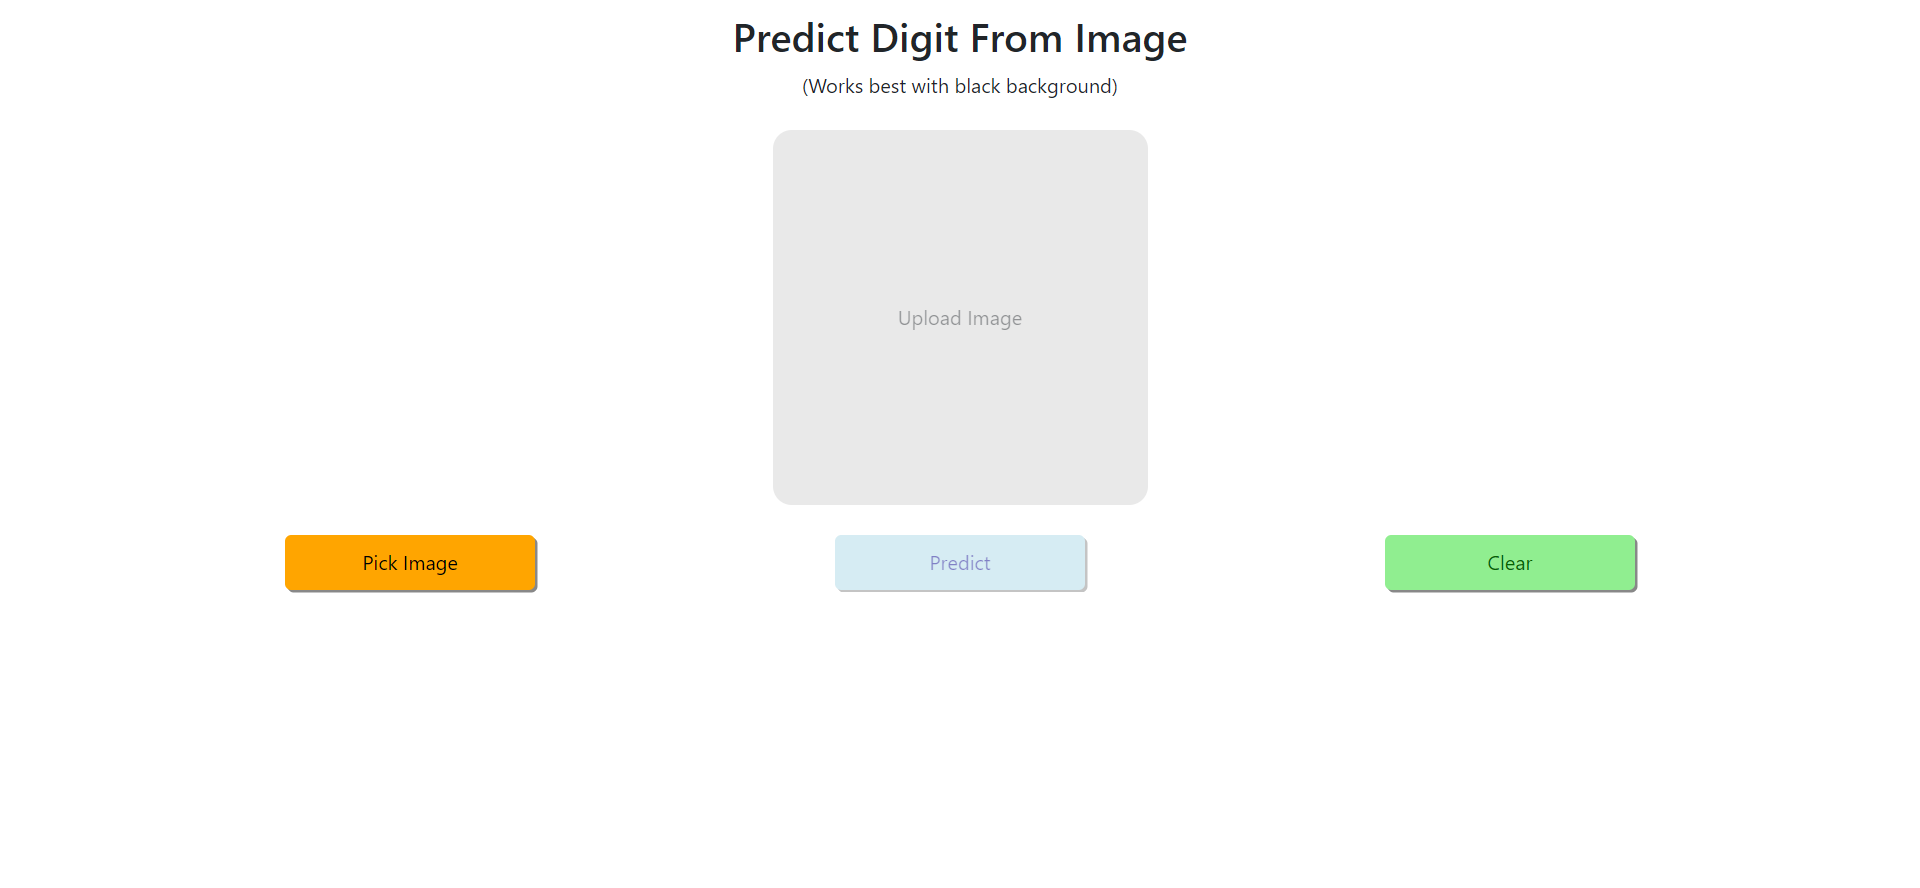 Predict Digit From Image
(Works best with black background)
Upload Image
Pick Image
Predict
Clear